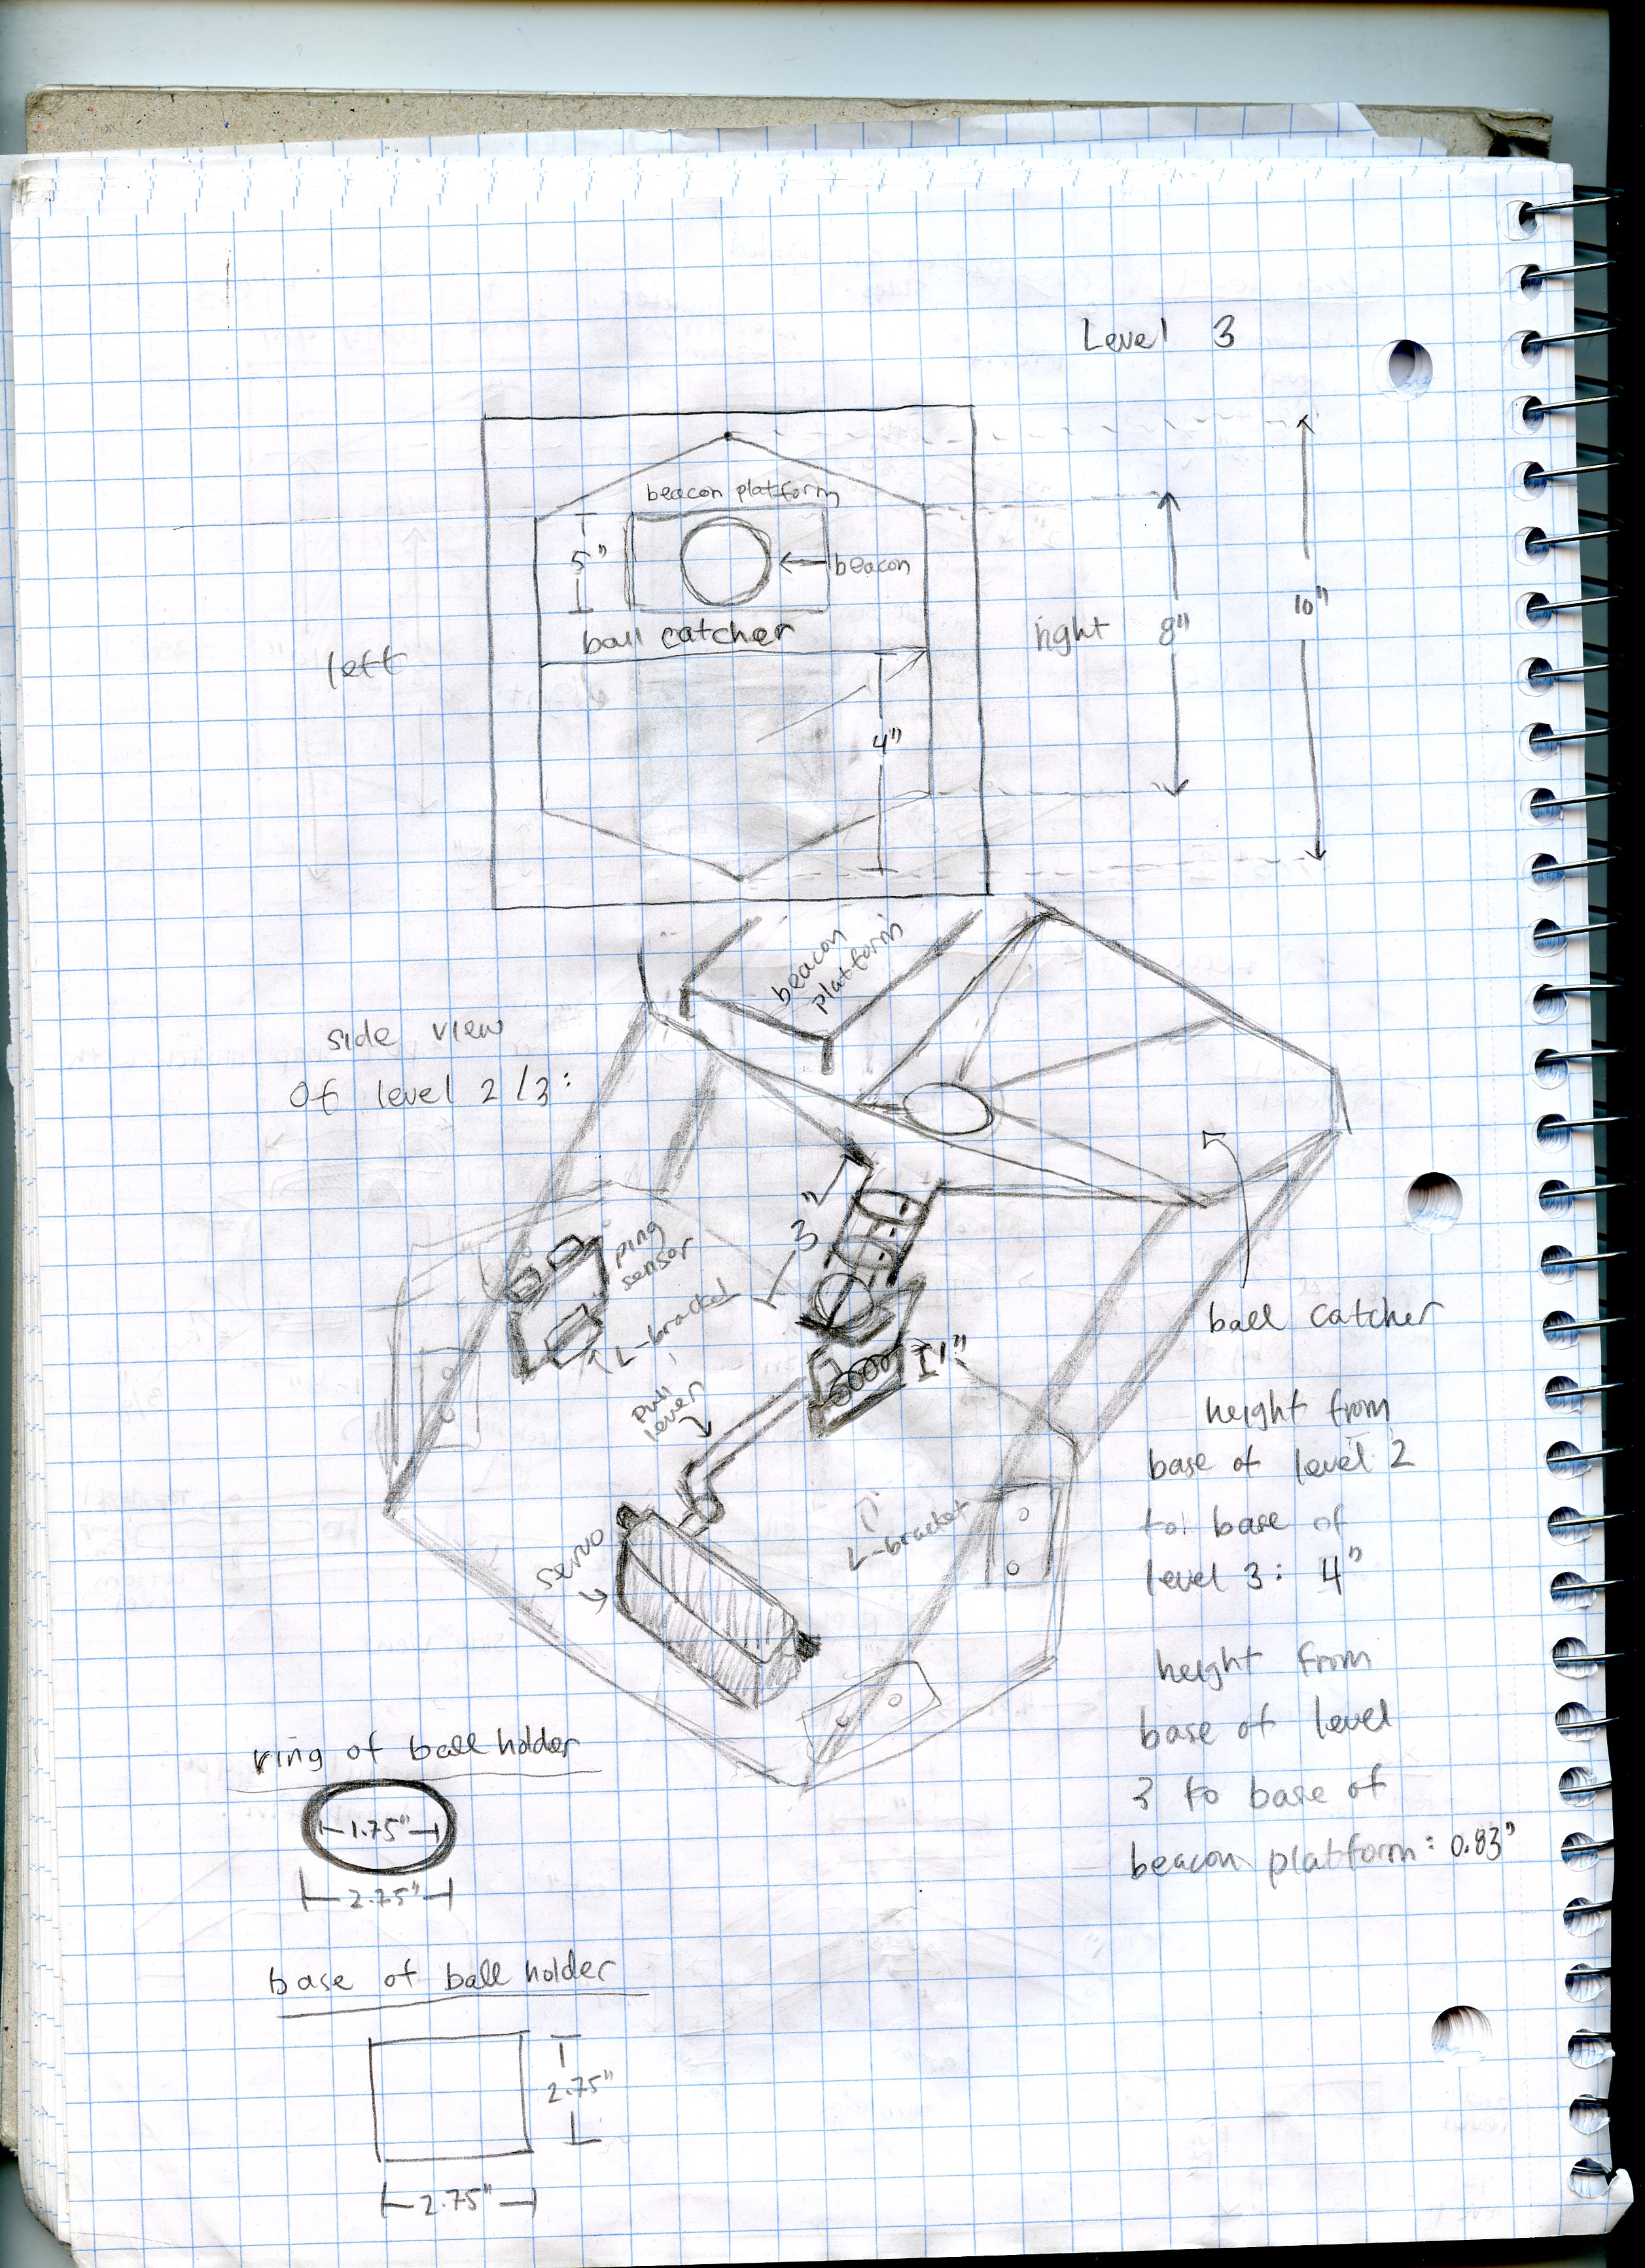 Level 3
beacon platform
5"
beacon
ball catcher
left
right
8"
10"
4"
beacon
platform
side view
of level 2/3:
3"
ping
sensor
L-bracket
1"
pull
lever
servo
L-bracket
ball catcher
height from
base of level 2
to base of
level 3: 4"
height from
base of level
3 to base of
beacon platform: 0.83"
ring of ball holder
1.75"
2.75"
base of ball holder
2.75"
2.75"